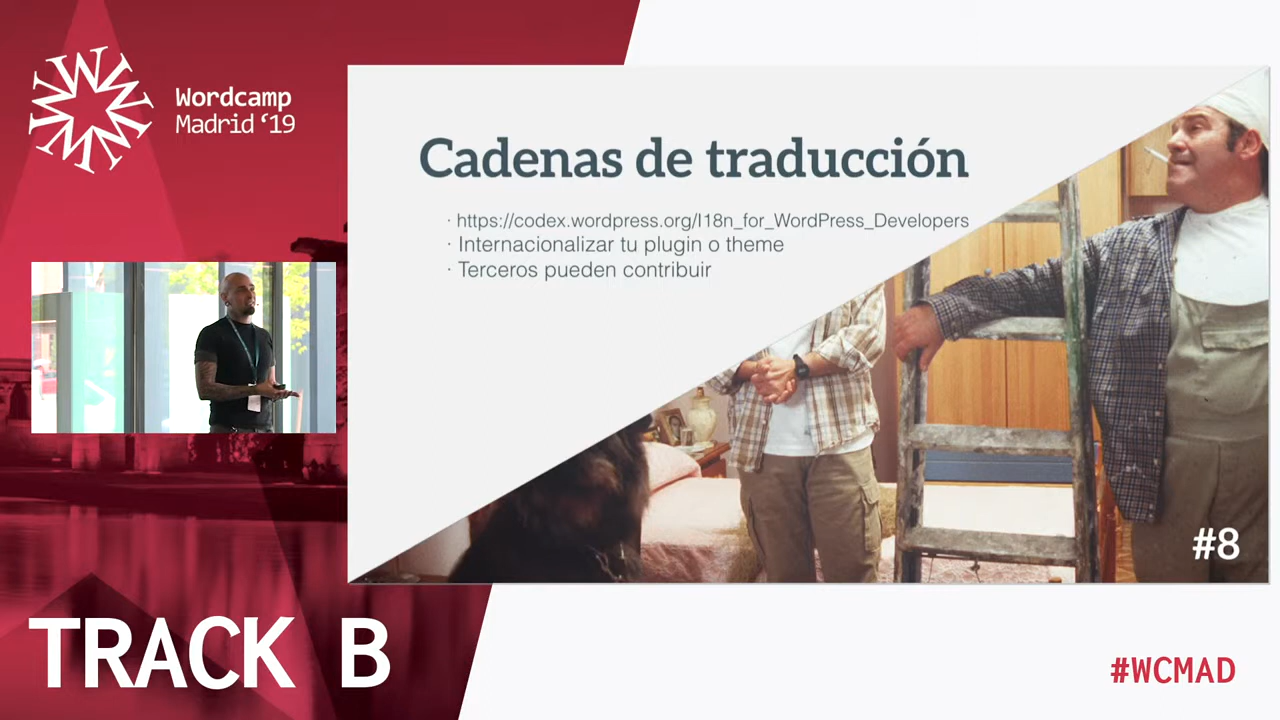 Wordcamp
Madrid ‘19
Cadenas de traducción
· https://codex.wordpress.org/I18n_for_WordPress_Developers
· Internacionalizar tu plugin o theme
· Terceros pueden contribuir
#8
TRACK B
#WCMAD